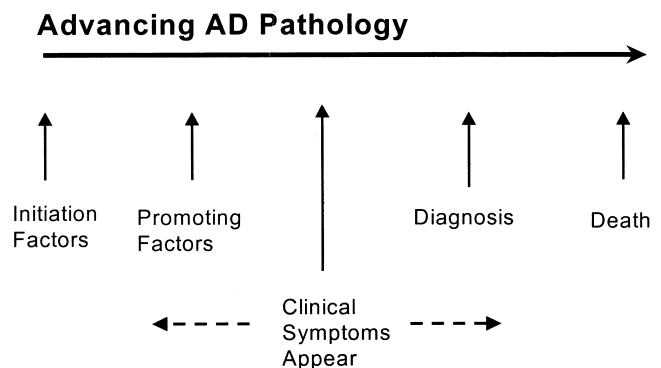 Advancing AD Pathology
Initiation
Factors
Promoting
Factors
Diagnosis
Death
Clinical
Symptoms
Appear